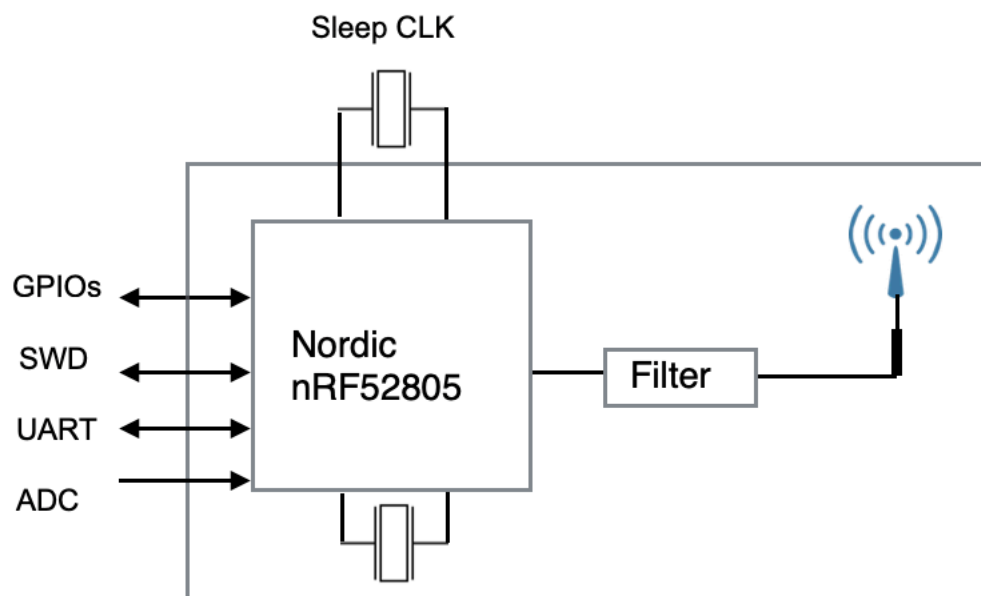 Sleep CLK
GPIOs
SWD
UART
ADC
Nordic
nRF52805
Filter